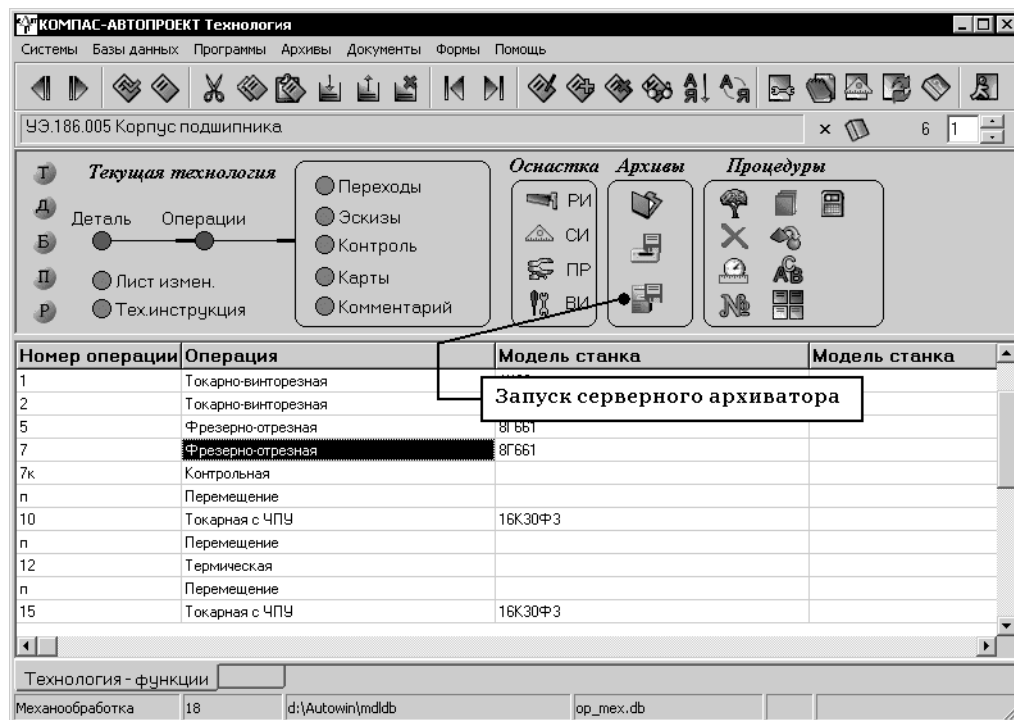 КОМПАС-АВТОПРОЕКТ Технология
Системы Базы данных Программы Архивы Документы Формы Помощь
УЭ.186.005 Корпус подшипника 6 1
Текущая технология Оснастка Архивы Процедуры
Т
Д
Б
П
Р
Деталь Операции
Лист измен.
Тех.инструкция
Переходы
Эскизы
Контроль
Карты
Комментарий
РИ
СИ
ПР
ВИ
Номер операции Операция Модель станка Модель станка
1 Токарно-винторезная
2 Токарно-винторезная
Запуск серверного архиватора
5 Фрезерно-отрезная 8Г661
7 Фрезерно-отрезная 8Г661
7к Контрольная
п Перемещение
10 Токарная с ЧПУ 16К30Ф3
п Перемещение
12 Термическая
п Перемещение
15 Токарная с ЧПУ 16К30Ф3
Технология - функции
Механообработка 18 d:\Autowin\mdldb op_mex.db